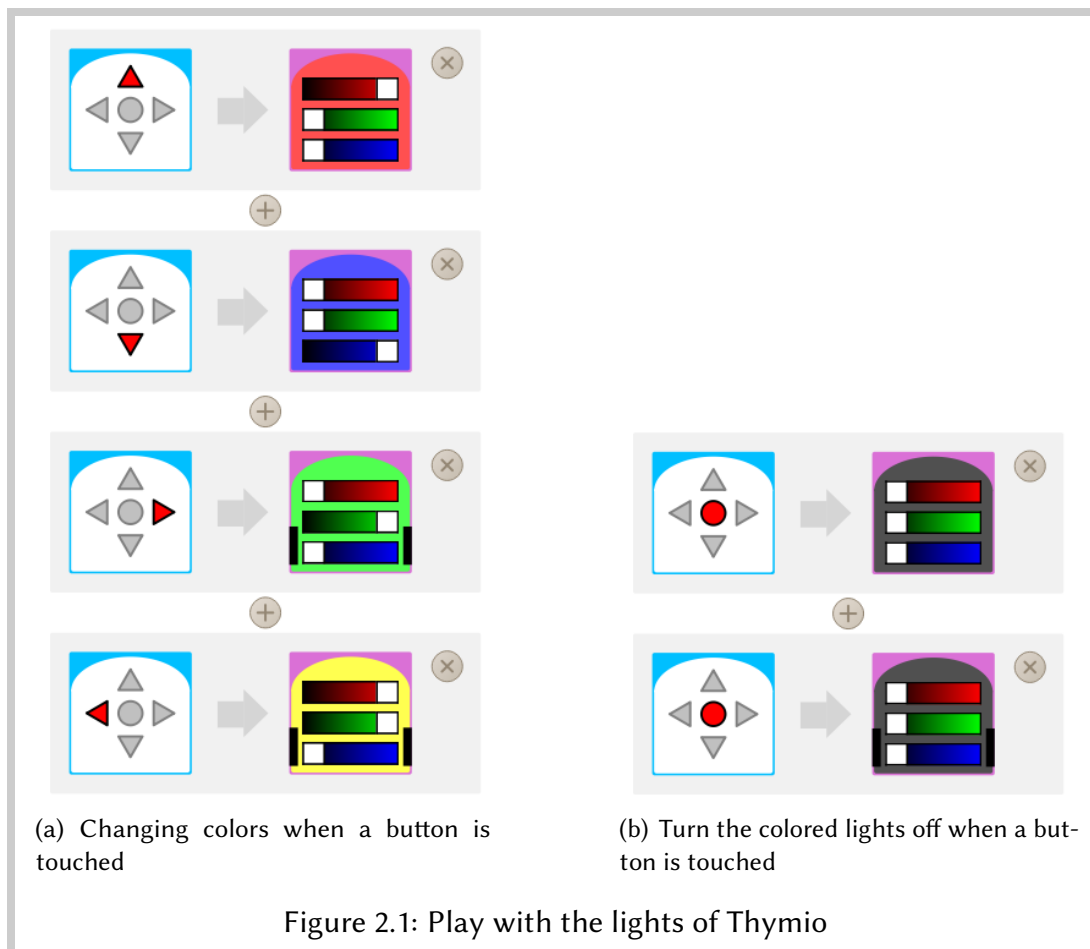 (a) Changing colors when a button is
touched
(b) Turn the colored lights off when a but-
ton is touched
Figure 2.1: Play with the lights of Thymio